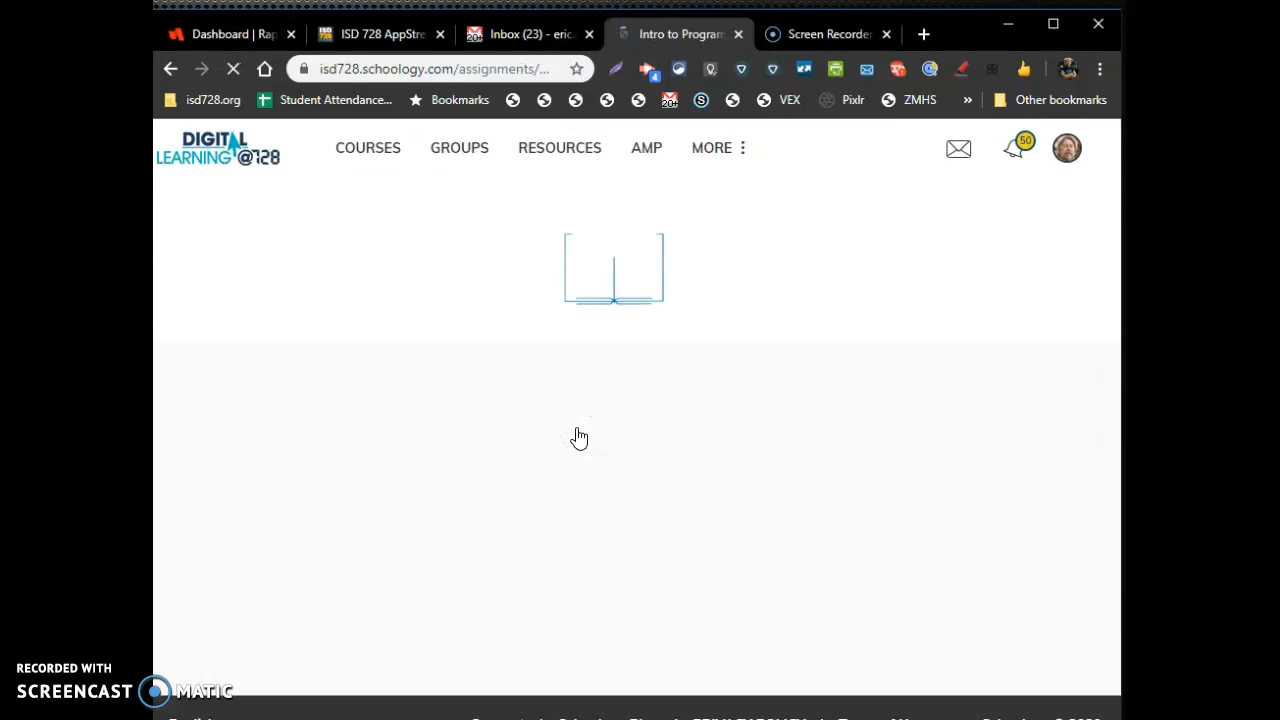 Dashboard | Rap
ISD 728 AppStre
Inbox (23) - eric.
Intro to Program
Screen Recorder
isd728.schoology.com/assignments/...
4
isd728.org
Student Attendance...
Bookmarks
20+
VEX
Pixlr
ZMHS
»
Other bookmarks
DIGITAL
LEARNING @728
COURSES
GROUPS
RESOURCES
AMP
MORE
50
RECORDED WITH
SCREENCAST MATIC